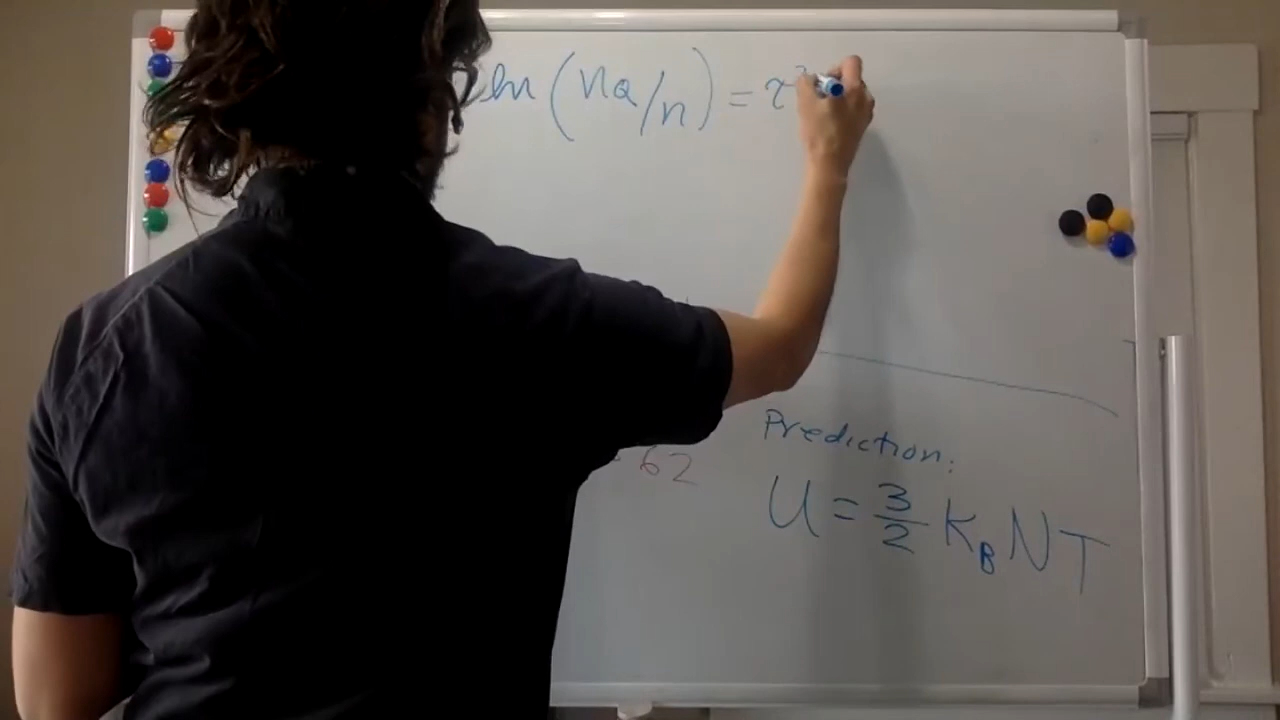 ln (nQ/n) = τ
62
Prediction:
U = 3/2 KB N T